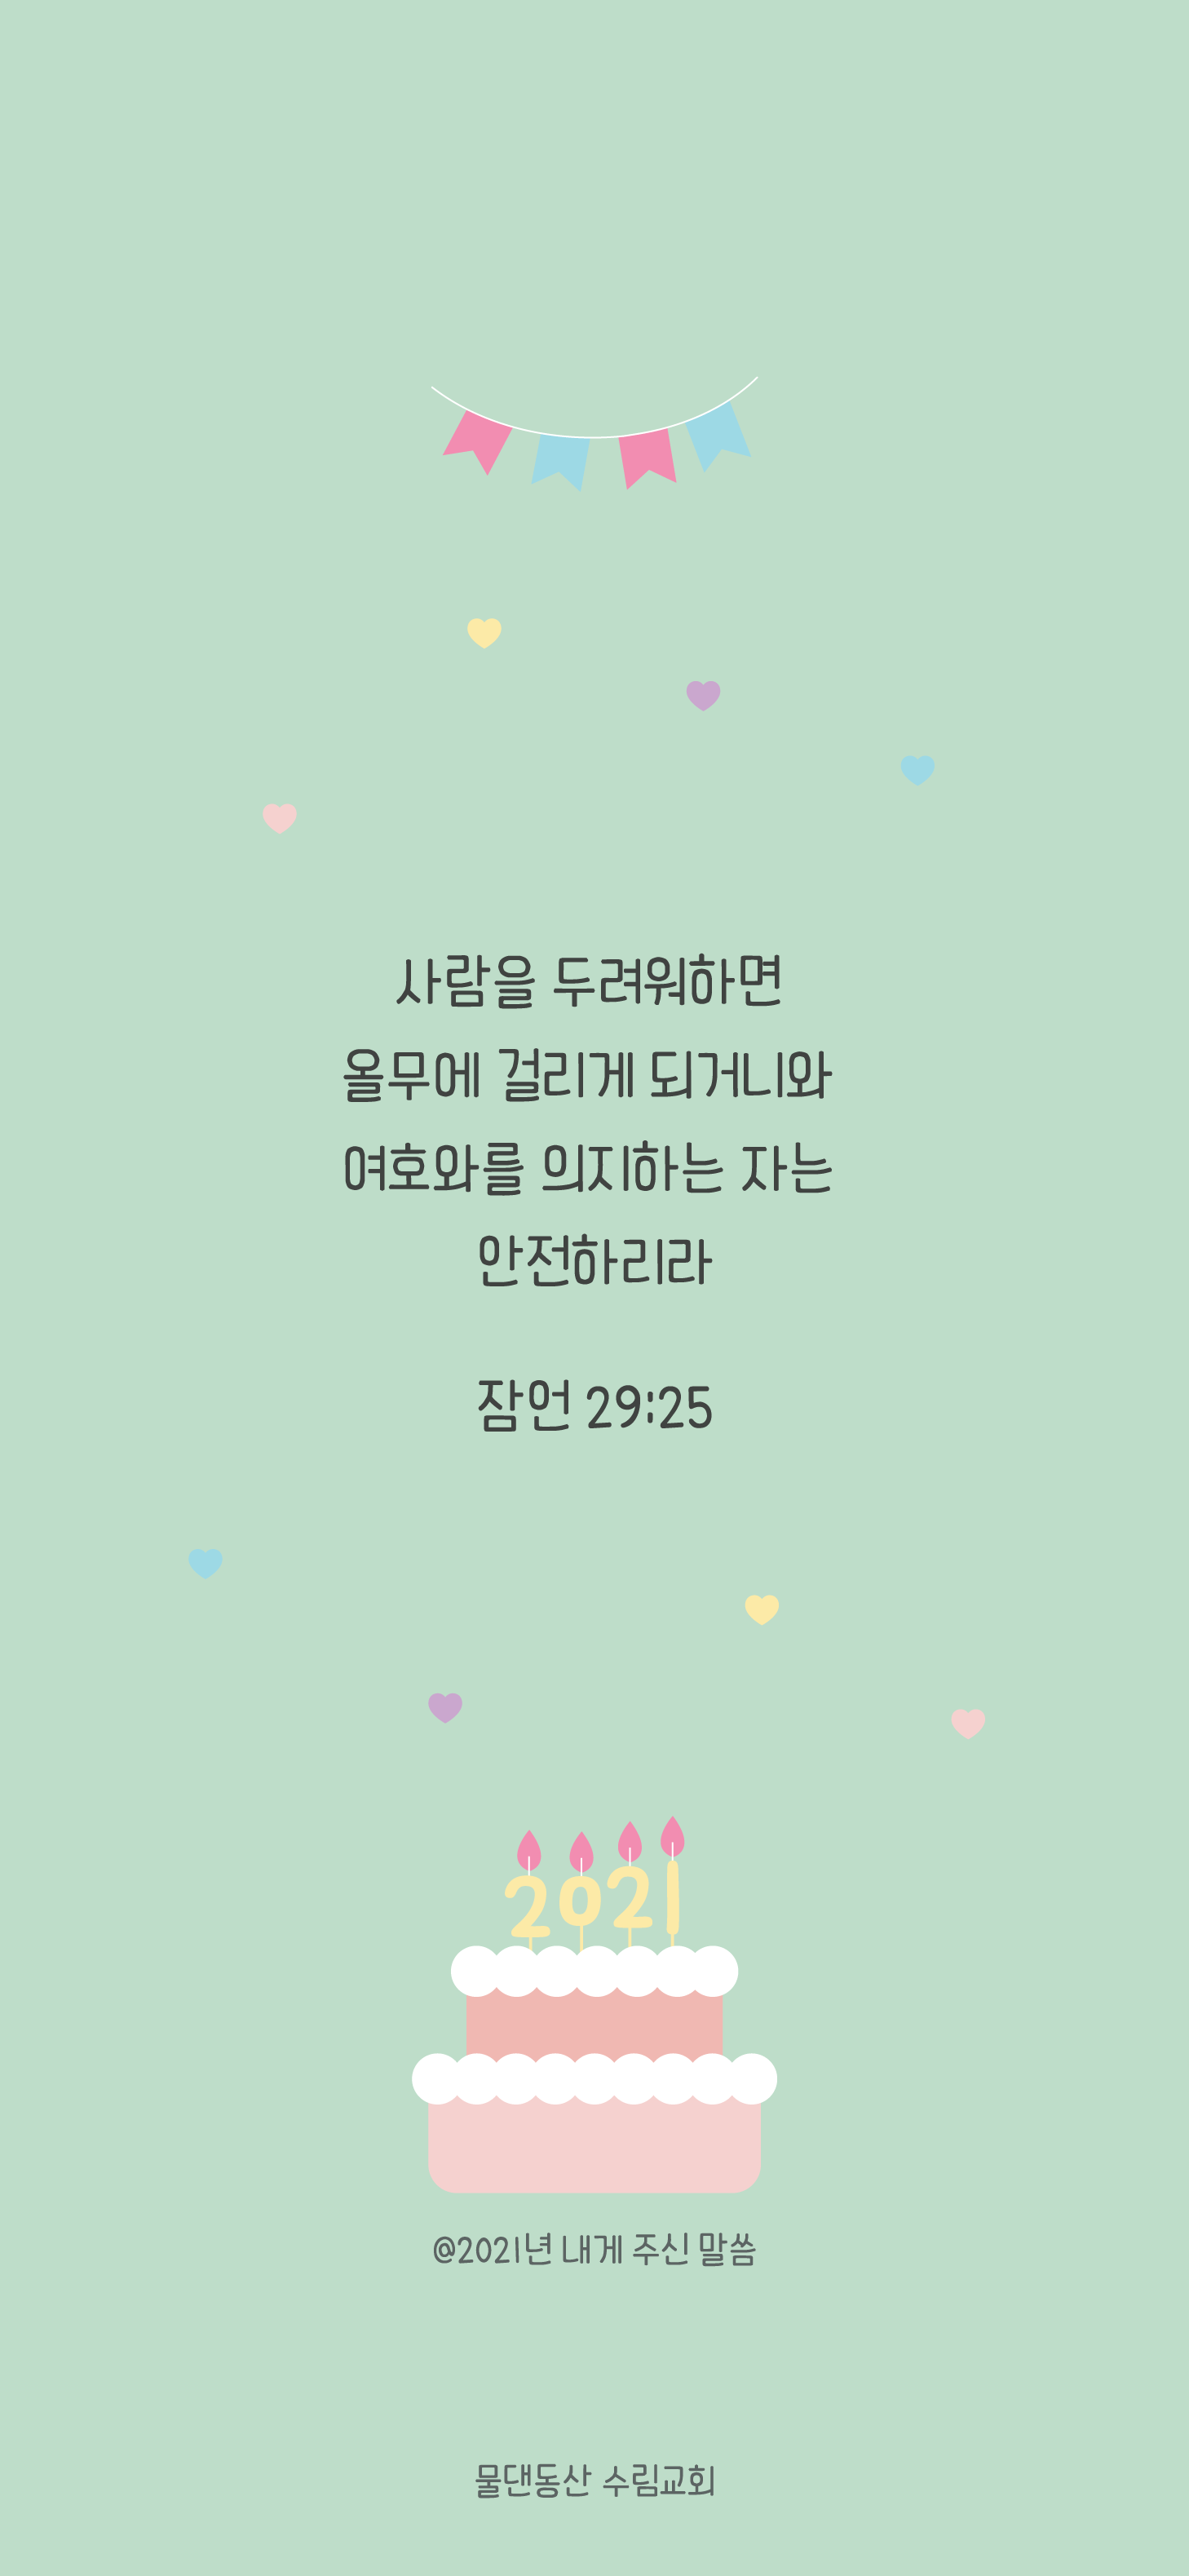 사람을 두려워하면
올무에 걸리게 되거니와
여호와를 의지하는 자는
안전하리라
잠언 29:25
2021
@2021년 내게 주신 말씀
물댄동산 수림교회